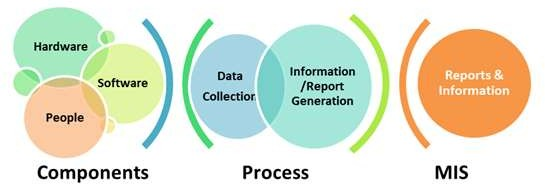 Hardware
Software
People
Data
Collection
Information
/Report
Generation
Reports &
Information
Components
Process
MIS